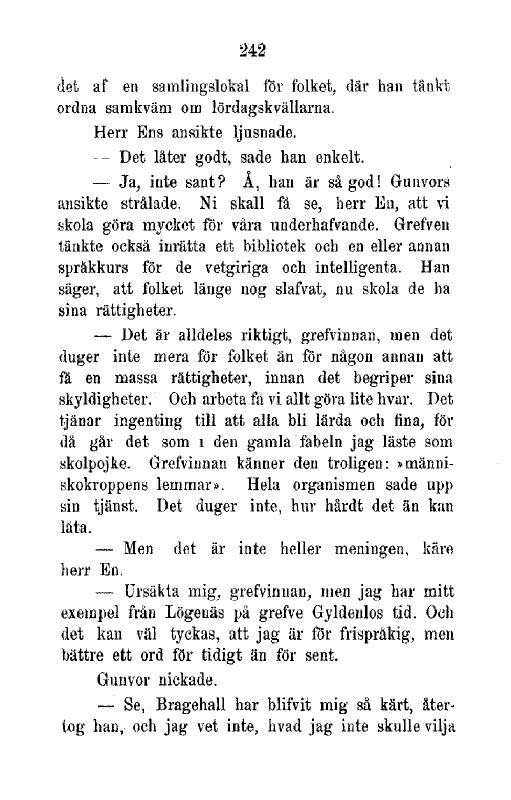 242
det af en samlingslokal för folket, där han tänkt
ordna samkväm om lördagskvällarna.
Herr Ens ansikte ljusnade.
— Det låter godt, sade han enkelt.
— Ja, inte sant? Å, han är så god! Gunvors
ansikte strålade. Ni skall få se, herr En, att vi
skola göra mycket för våra underhafvande. Grefven
tänkte också inrätta ett bibliotek och en eller annan
språkkurs för de vetgiriga och intelligenta. Han
säger, att folket länge nog slafvat, nu skola de ha
sina rättigheter.
— Det är alldeles riktigt, grefvinnan, men det
duger inte mera för folket än för någon annan att
få en massa rättigheter, innan det begriper sina
skyldigheter. Och arbeta få vi allt göra lite hvar. Det
tjänar ingenting till att alla bli lärda och fina, för
då går det som i den gamla fabeln jag läste som
skolpojke. Grefvinnan känner den troligen: »männi-
skokroppens lemmar». Hela organismen sade upp
sin tjänst. Det duger inte, hur hårdt det än kan
låta.
— Men det är inte heller meningen, käre
herr En.
— Ursäkta mig, grefvinnan, men jag har mitt
exempel från Lögenäs på grefve Gyldenlos tid. Och
det kan väl tyckas, att jag är för frispråkig, men
bättre ett ord för tidigt än för sent.
Gunvor nickade.
— Se, Bragehall har blifvit mig så kärt, åter-
tog han, och jag vet inte, hvad jag inte skulle vilja